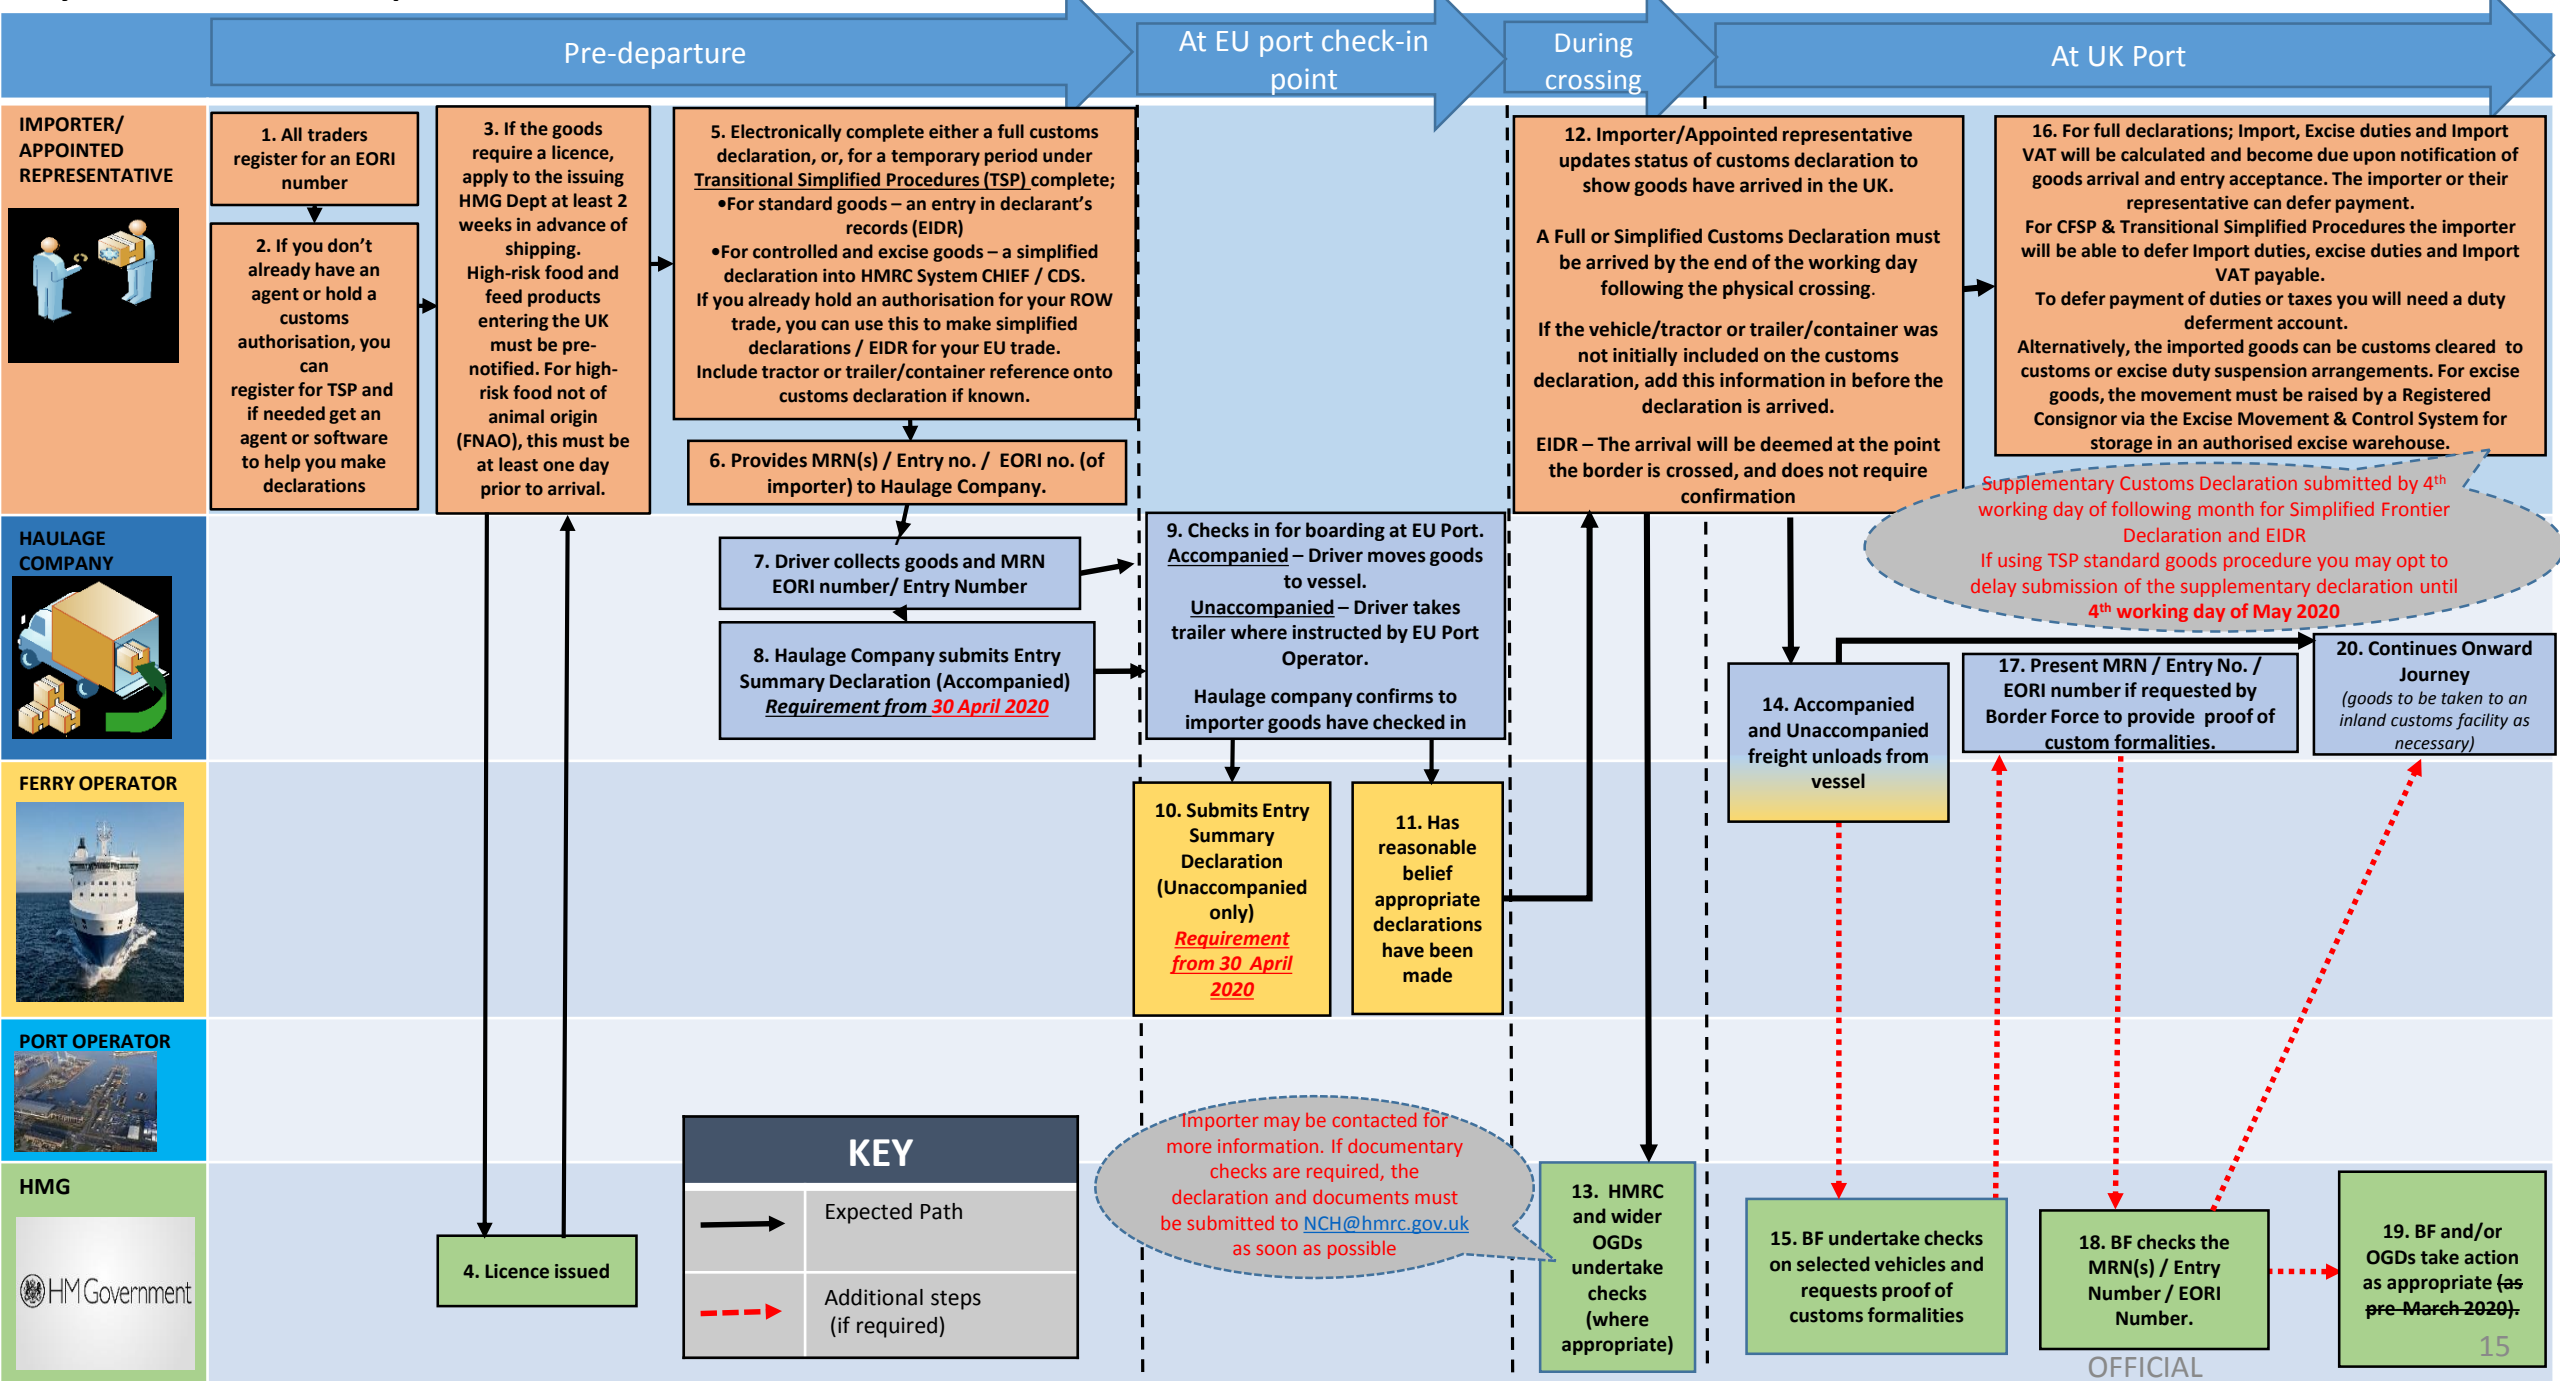 Pre-departure
At EU port check-in
point
During
crossing
At UK Port
IMPORTER/
APPOINTED
REPRESENTATIVE
1. All traders
register for an EORI
number
2. If you don't
already have an
agent or hold a
customs
authorisation, you
can
register for TSP and
if needed get an
agent or software
to help you make
declarations
3. If the goods
require a licence,
apply to the issuing
HMG Dept at least 2
weeks in advance of
shipping.
High-risk food and
feed products
entering the UK
must be pre-
notified. For high-
risk food not of
animal origin
(FNAO), this must be
at least one day
prior to arrival.
5. Electronically complete either a full customs
declaration, or, for a temporary period under
Transitional Simplified Procedures (TSP) complete;
•For standard goods – an entry in declarant's
records (EIDR)
•For controlled and excise goods – a simplified
declaration into HMRC System CHIEF / CDS.
If you already hold an authorisation for your ROW
trade, you can use this to make simplified
declarations / EIDR for your EU trade.
Include tractor or trailer/container reference onto
customs declaration if known.
6. Provides MRN(s) / Entry no. / EORI no. (of
importer) to Haulage Company.
12. Importer/Appointed representative
updates status of customs declaration to
show goods have arrived in the UK.
A Full or Simplified Customs Declaration must
be arrived by the end of the working day
following the physical crossing.
If the vehicle/tractor or trailer/container was
not initially included on the customs
declaration, add this information in before the
declaration is arrived.
EIDR – The arrival will be deemed at the point
the border is crossed, and does not require
confirmation
16. For full declarations; Import, Excise duties and Import
VAT will be calculated and become due upon notification of
goods arrival and entry acceptance. The importer or their
representative can defer payment.
For CFSP & Transitional Simplified Procedures the importer
will be able to defer Import duties, excise duties and Import
VAT payable.
To defer payment of duties or taxes you will need a duty
deferment account.
Alternatively, the imported goods can be customs cleared to
customs or excise duty suspension arrangements. For excise
goods, the movement must be raised by a Registered
Consignor via the Excise Movement & Control System for
storage in an authorised excise warehouse.
Supplementary Customs Declaration submitted by 4th
working day of following month for Simplified Frontier
Declaration and EIDR
If using TSP standard goods procedure you may opt to
delay submission of the supplementary declaration until
4th working day of May 2020
HAULAGE
COMPANY
7. Driver collects goods and MRN
EORI number/ Entry Number
8. Haulage Company submits Entry
Summary Declaration (Accompanied)
Requirement from 30 April 2020
9. Checks in for boarding at EU Port.
Accompanied – Driver moves goods
to vessel.
Unaccompanied – Driver takes
trailer where instructed by EU Port
Operator.
Haulage company confirms to
importer goods have checked in
14. Accompanied
and Unaccompanied
freight unloads from
vessel
17. Present MRN / Entry No. /
EORI number if requested by
Border Force to provide proof of
custom formalities.
20. Continues Onward
Journey
(goods to be taken to an
inland customs facility as
necessary)
FERRY OPERATOR
10. Submits Entry
Summary
Declaration
(Unaccompanied
only)
Requirement
from 30 April
2020
11. Has
reasonable
belief
appropriate
declarations
have been
made
PORT OPERATOR
KEY
Expected Path
Additional steps
(if required)
Importer may be contacted for
more information. If documentary
checks are required, the
declaration and documents must
be submitted to NCH@hmrc.gov.uk
as soon as possible
HMG
HM Government
4. Licence issued
13. HMRC
and wider
OGDs
undertake
checks
(where
appropriate)
15. BF undertake checks
on selected vehicles and
requests proof of
customs formalities
18. BF checks the
MRN(s) / Entry
Number / EORI
Number.
19. BF and/or
OGDs take action
as appropriate (as
pre-March 2020).
15
OFFICIAL